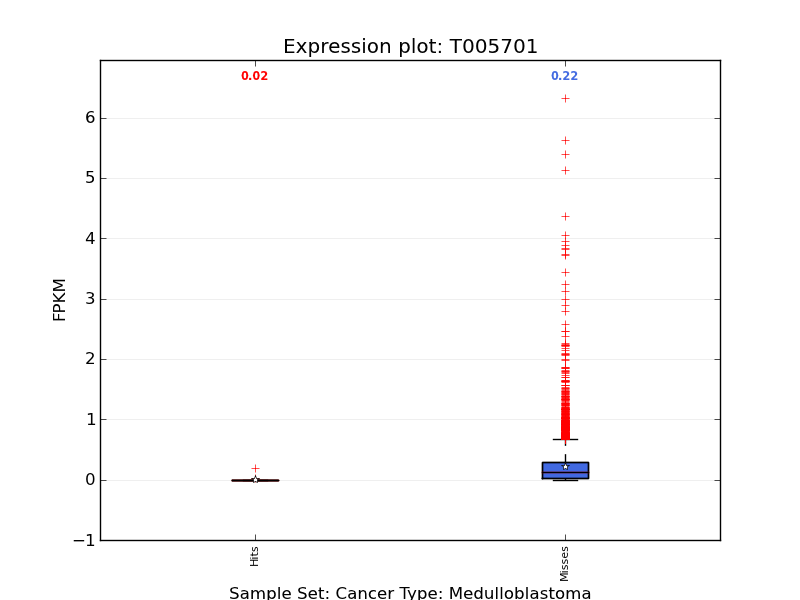 Expression plot: T005701
0.02 0.22
6
5
4
3
2
1
0
−1
FPKM
Hits Misses
Sample Set: Cancer Type: Medulloblastoma